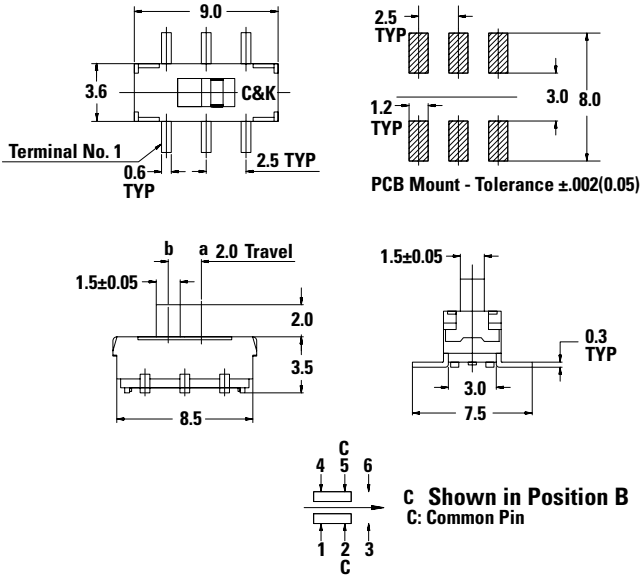 9.0
3.6
C&K
Terminal No. 1
0.6
TYP
2.5 TYP
2.5
TYP
1.2
TYP
3.0
8.0
PCB Mount - Tolerance ±.002(0.05)
b
a
2.0 Travel
1.5±0.05
2.0
3.5
8.5
1.5±0.05
0.3
TYP
3.0
7.5
C
4 5 6
1 2 3
C
C Shown in Position B
C: Common Pin